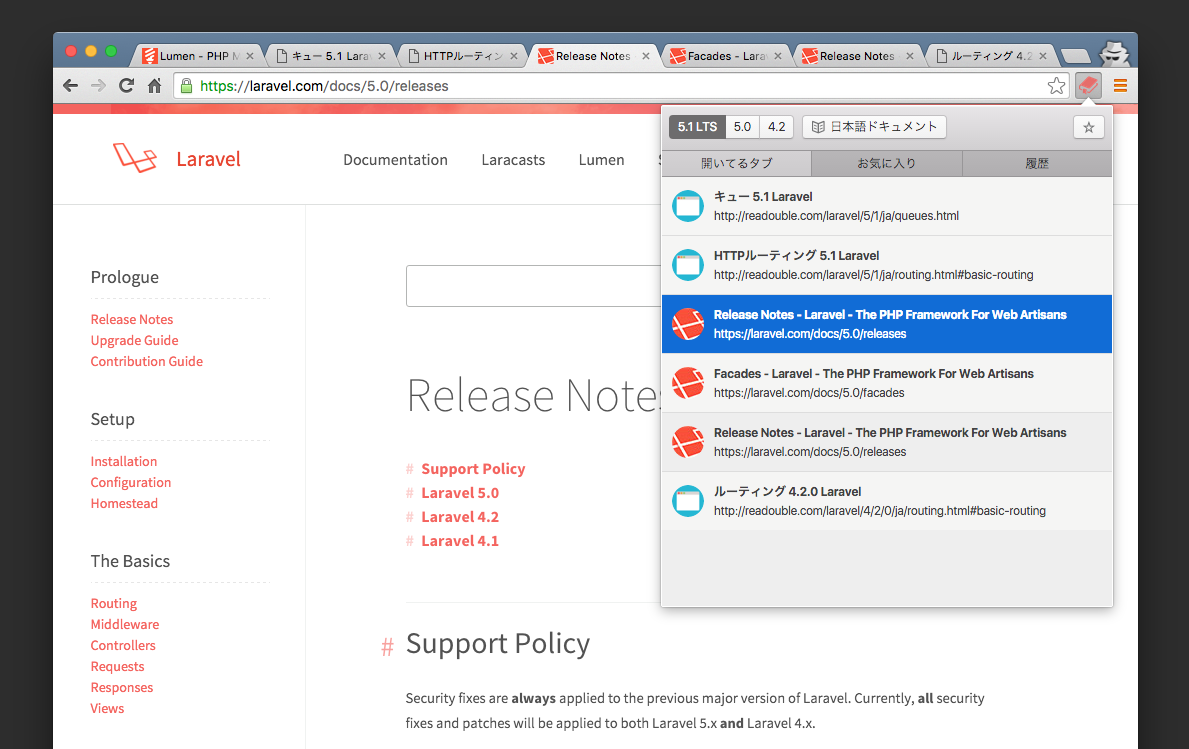 Lumen - PHP M
キュー 5.1 Larav
HTTPルーティン
Release Notes
Facades - Larav
Release Notes
ルーティング 4.2
https://laravel.com/docs/5.0/releases
Laravel
Documentation
Laracasts
Lumen
5.1 LTS
5.0
4.2
日本語ドキュメント
開いてるタブ
お気に入り
履歴
キュー 5.1 Laravel
http://readouble.com/laravel/5/1/ja/queues.html
HTTPルーティング 5.1 Laravel
http://readouble.com/laravel/5/1/ja/routing.html#basic-routing
Release Notes - Laravel - The PHP Framework For Web Artisans
https://laravel.com/docs/5.0/releases
Facades - Laravel - The PHP Framework For Web Artisans
https://laravel.com/docs/5.0/facades
Release Notes - Laravel - The PHP Framework For Web Artisans
https://laravel.com/docs/5.0/releases
ルーティング 4.2.0 Laravel
http://readouble.com/laravel/4/2/0/ja/routing.html#basic-routing
Prologue
Release Notes
Upgrade Guide
Contribution Guide
Setup
Installation
Configuration
Homestead
The Basics
Routing
Middleware
Controllers
Requests
Responses
Views
Release Notes
# Support Policy
# Laravel 5.0
# Laravel 4.2
# Laravel 4.1
# Support Policy
Security fixes are always applied to the previous major version of Laravel. Currently, all security
fixes and patches will be applied to both Laravel 5.x and Laravel 4.x.